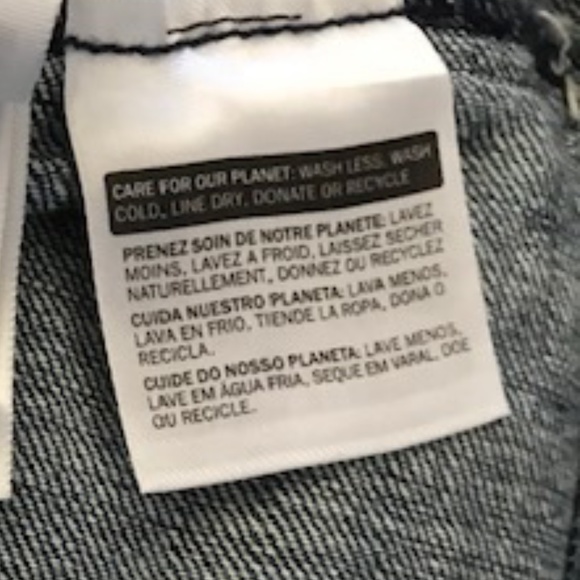 CARE FOR OUR PLANET: WASH LESS, WASH
COLD, LINE DRY, DONATE OR RECYCLE
PRENEZ SOIN DE NOTRE PLANETE: LAVEZ
MOINS, LAVEZ A FROID, LAISSEZ SECHER
NATURELLEMENT, DONNEZ OU RECYCLEZ
CUIDA NUESTRO PLANETA: LAVA MENOS,
LAVA EN FRIO, TIENDE LA ROPA, DONA O
RECICLA.
CUIDE DO NOSSO PLANETA: LAVE MENOS,
LAVE EM ÁGUA FRIA, SEQUE EM VARAL, DOE
OU RECICLE.